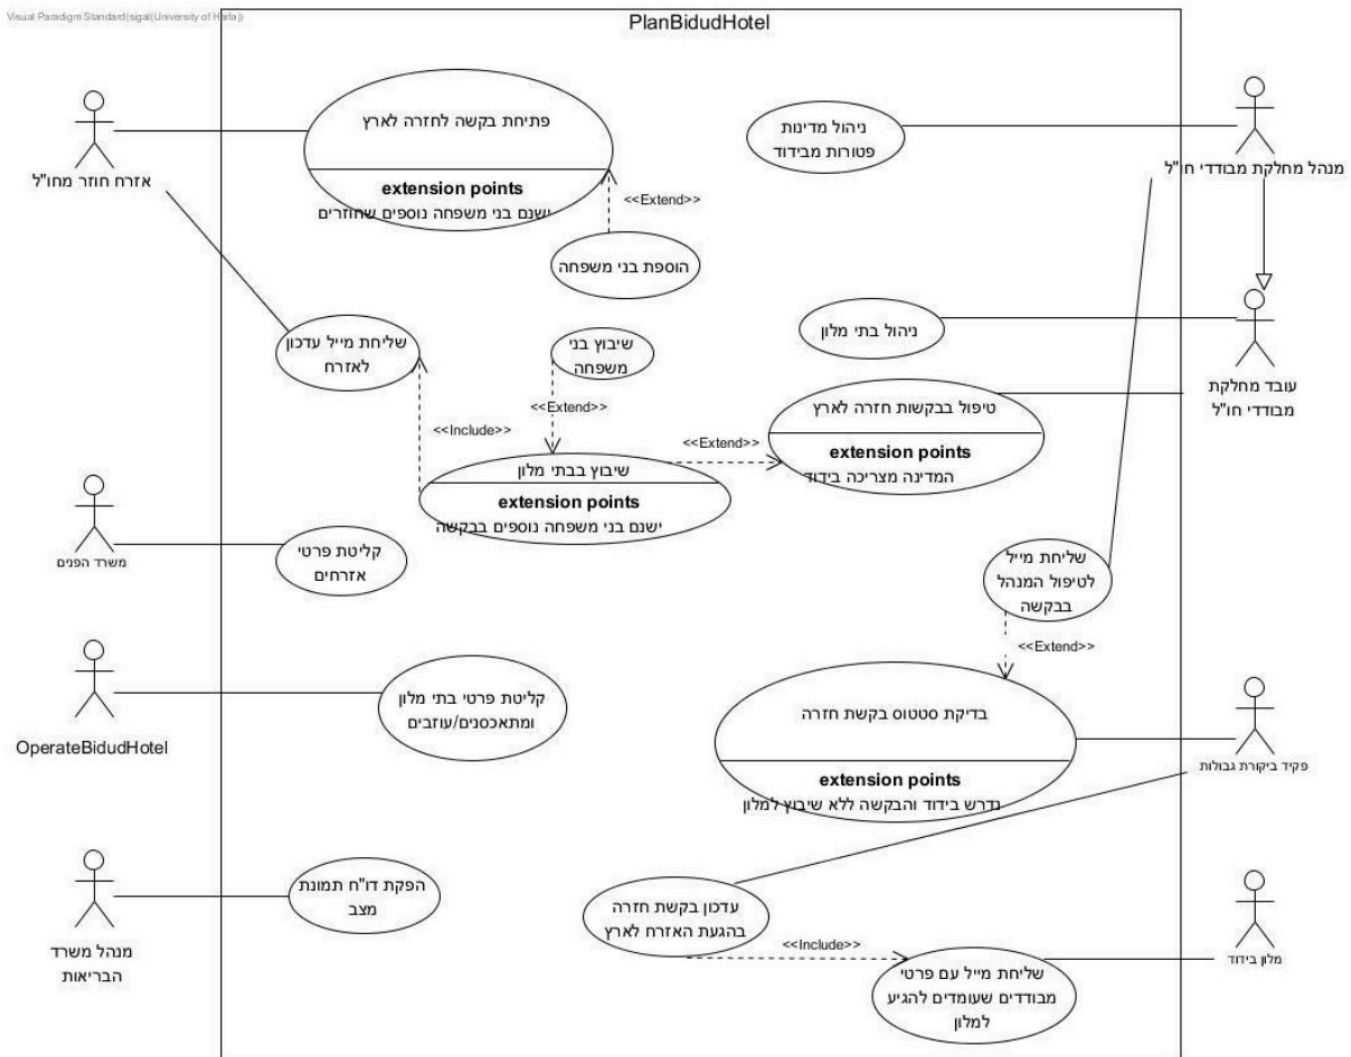 Visual Paradigm Standard(sigal(University of Haifa))
PlanBidudHotel
אזרח חוזר מחו"ל
פתיחת בקשה לחזרה לארץ
extension points
ישנם בני משפחה נוספים שחוזרים
<<Extend>>
הוספת בני משפחה
ניהול מדינות
פטורות מבידוד
מנהל מחלקת מבודדי חו"ל
ניהול בתי מלון
עובד מחלקת
מבודדי חו"ל
שליחת מייל עדכון
לאזרח
שיבוץ בני
משפחה
<<Extend>>
<<Include>>
<<Extend>>
טיפול בבקשות חזרה לארץ
extension points
המדינה מצריכה בידוד
שיבוץ בבתי מלון
extension points
ישנם בני משפחה נוספים בבקשה
משרד הפנים
קליטת פרטי
אזרחים
שליחת מייל
לטיפול המנהל
בבקשה
<<Extend>>
OperateBidudHotel
קליטת פרטי בתי מלון
ומתאכסנים/עוזבים
בדיקת סטטוס בקשת חזרה
extension points
נדרש בידוד והבקשה ללא שיבוץ למלון
פקיד ביקורת גבולות
מנהל משרד
הבריאות
הפקת דו"ח תמונת
מצב
עדכון בקשת חזרה
בהגעת האזרח לארץ
<<Include>>
שליחת מייל עם פרטי
מבודדים שעומדים להגיע
למלון
מלון בידוד